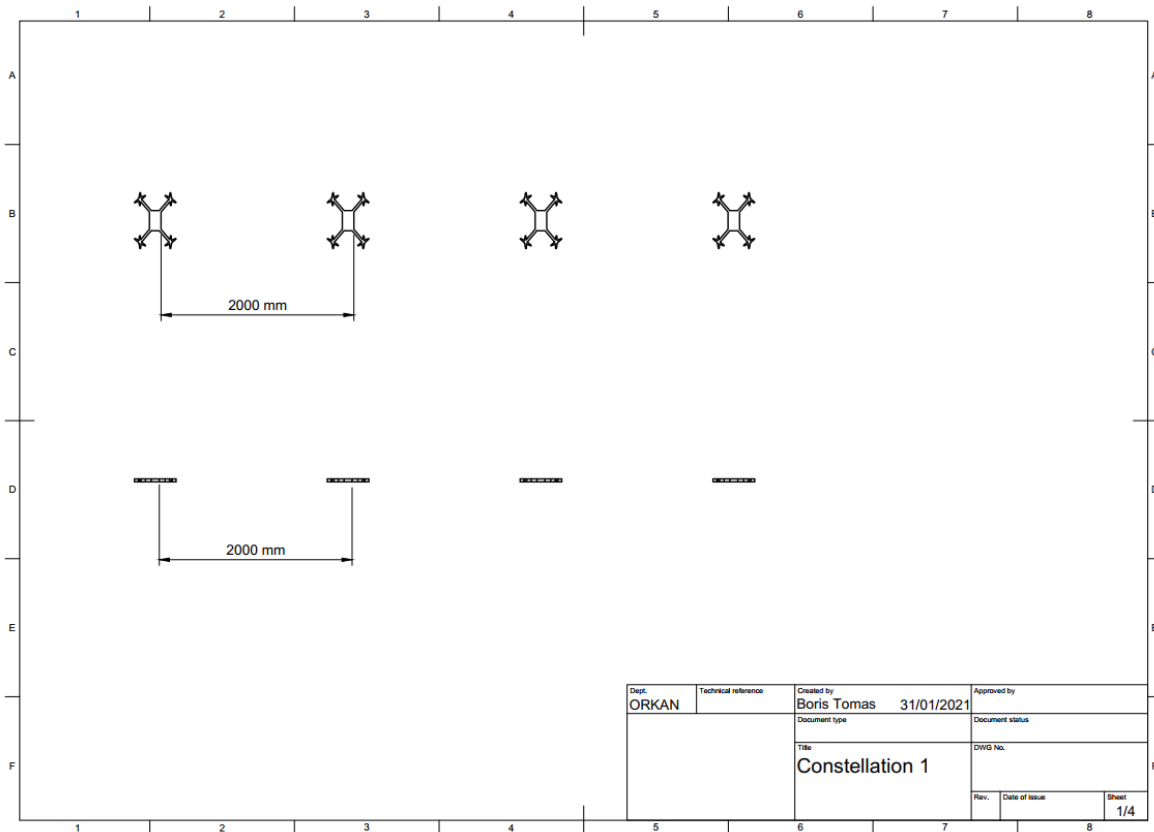 1 2 3 4 5 6 7 8
A A
B B
2000 mm
C C
D D
2000 mm
E E
Dept. Technical reference Created by Approved by
ORKAN Boris Tomas 31/01/2021
Document type Document status
Title DWG No.
F F
Constellation 1
Rev. Date of issue Sheet
1/4
1 2 3 4 5 6 7 8